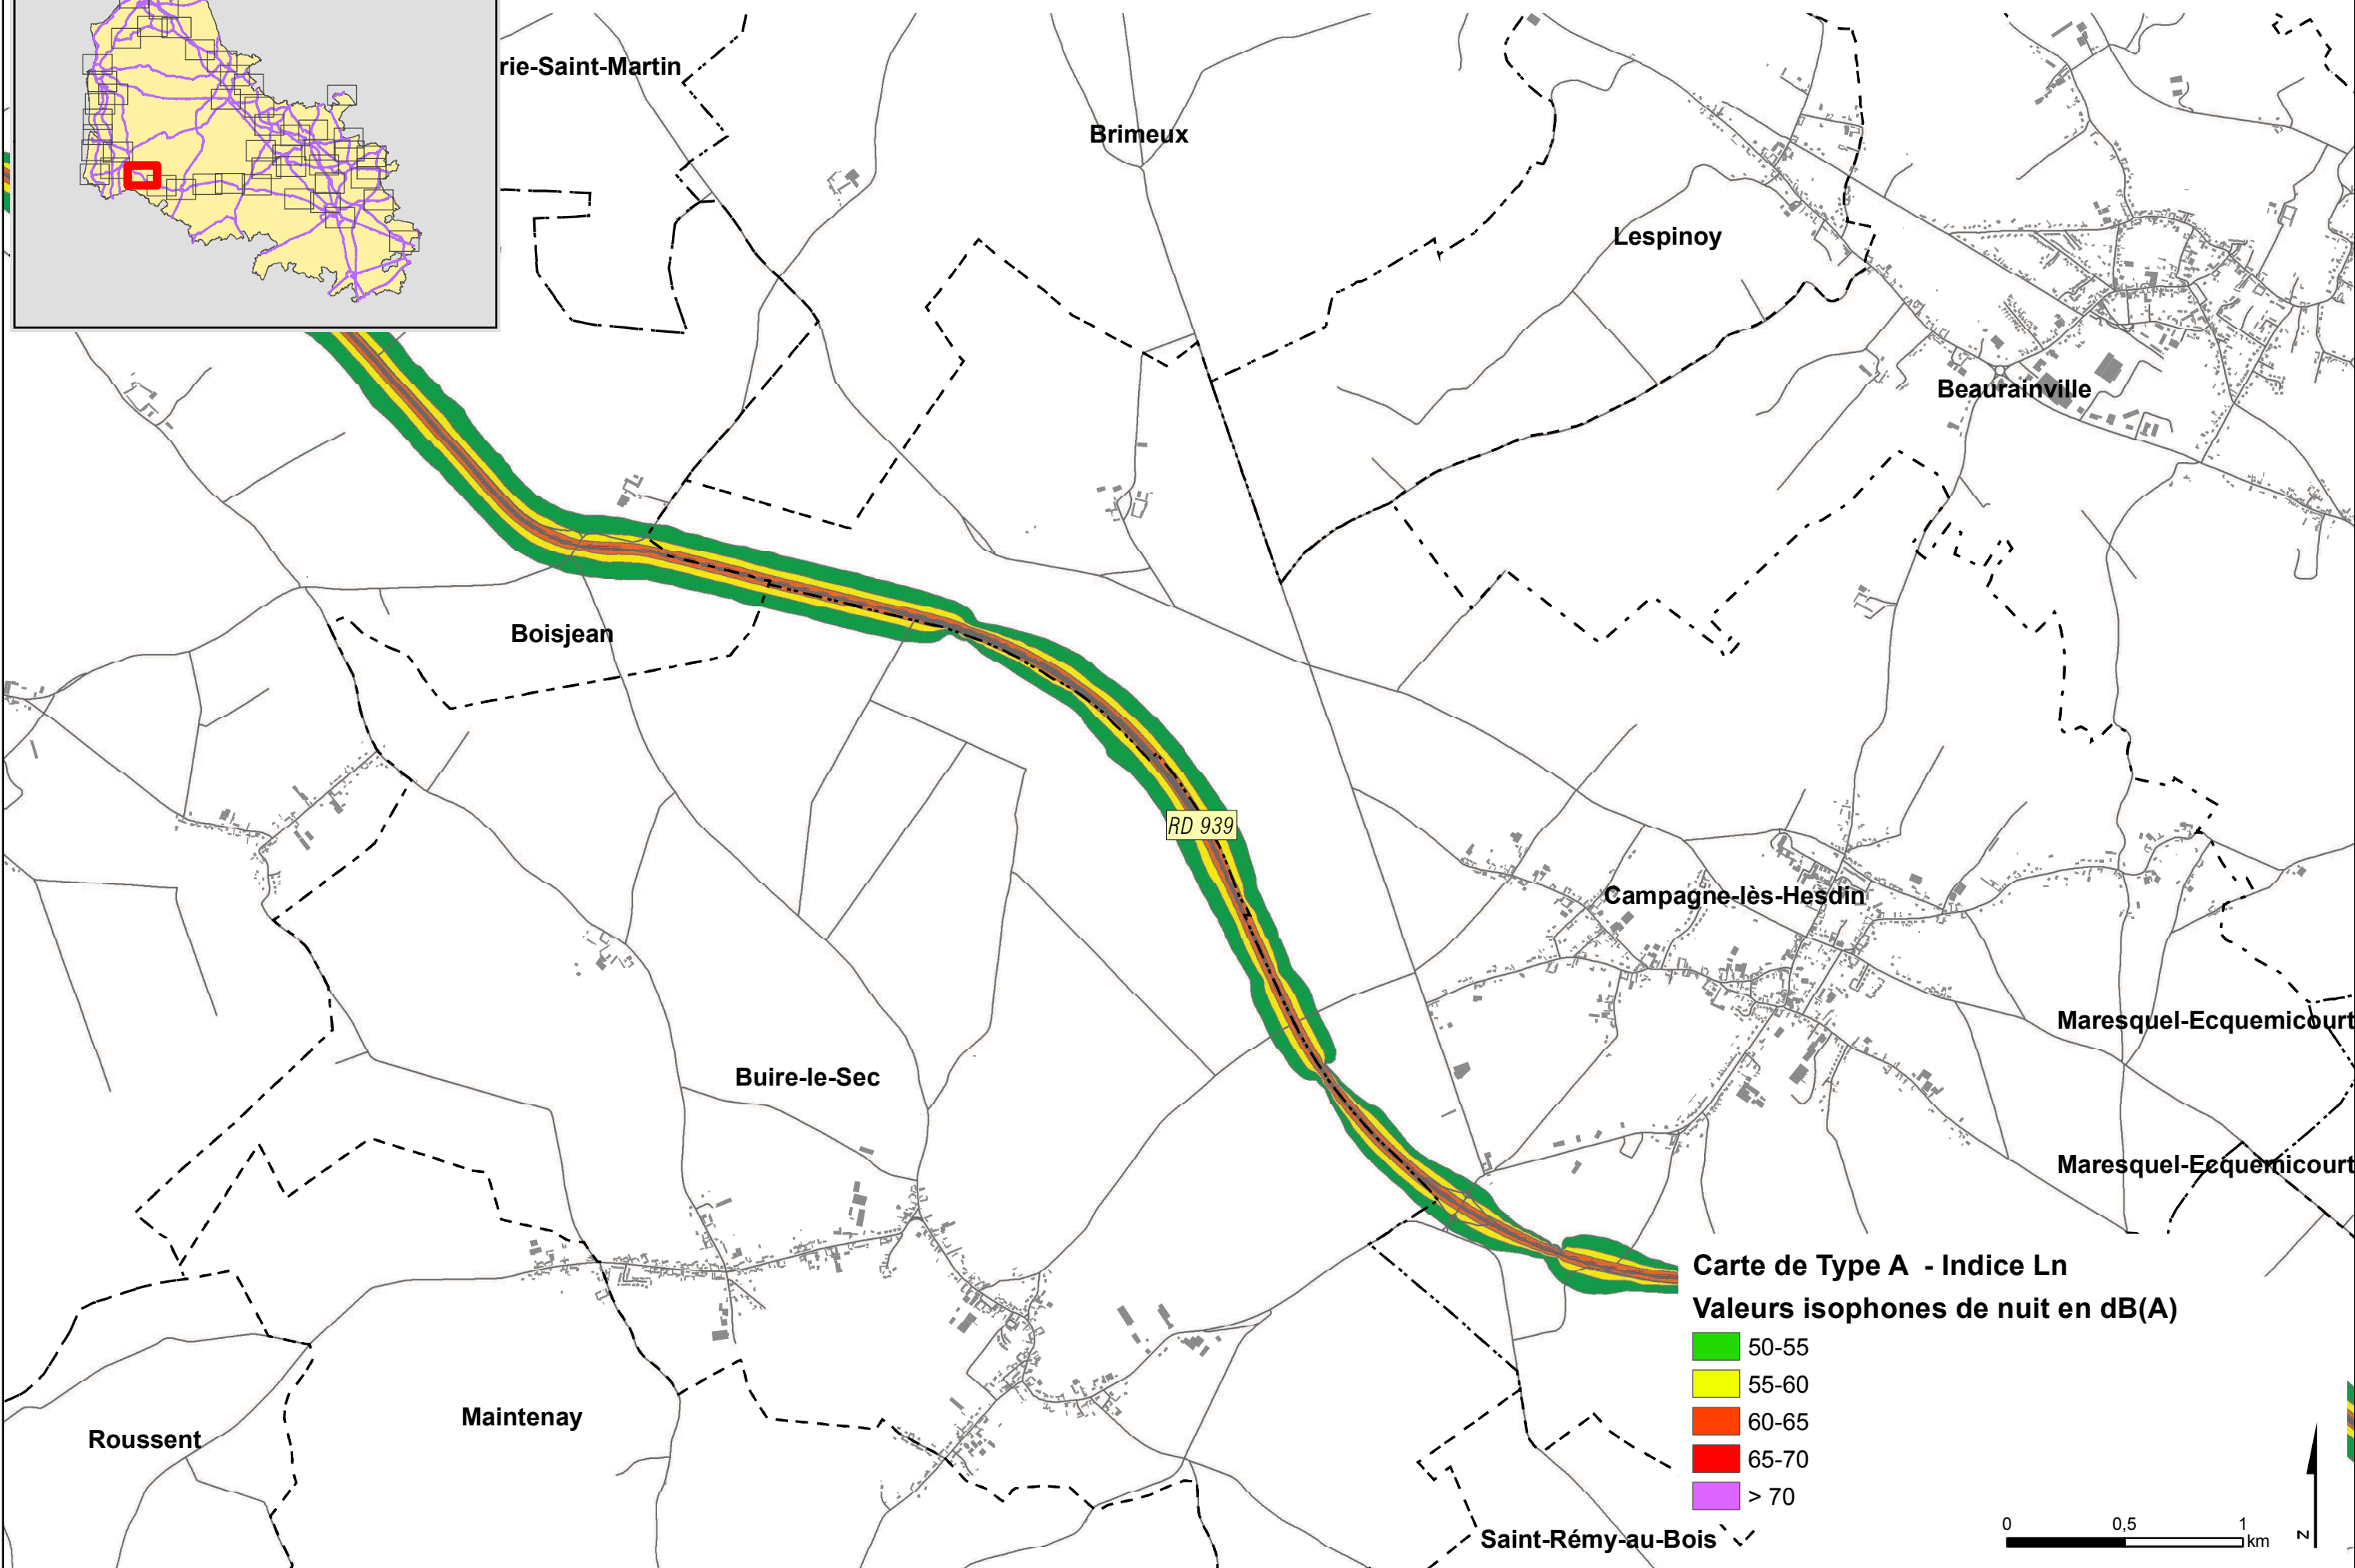 rie-Saint-Martin
Brimeux
Lespinoy
Beaurainville
Boisjean
RD 939
Campagne-lès-Hesdin
Maresquel-Ecquemicourt
Buire-le-Sec
Maresquel-Ecquemicourt
Carte de Type A - Indice Ln
Valeurs isophones de nuit en dB(A)
50-55
55-60
60-65
65-70
> 70
Maintenay
Roussent
Saint-Rémy-au-Bois
0 0,5 1
km
N